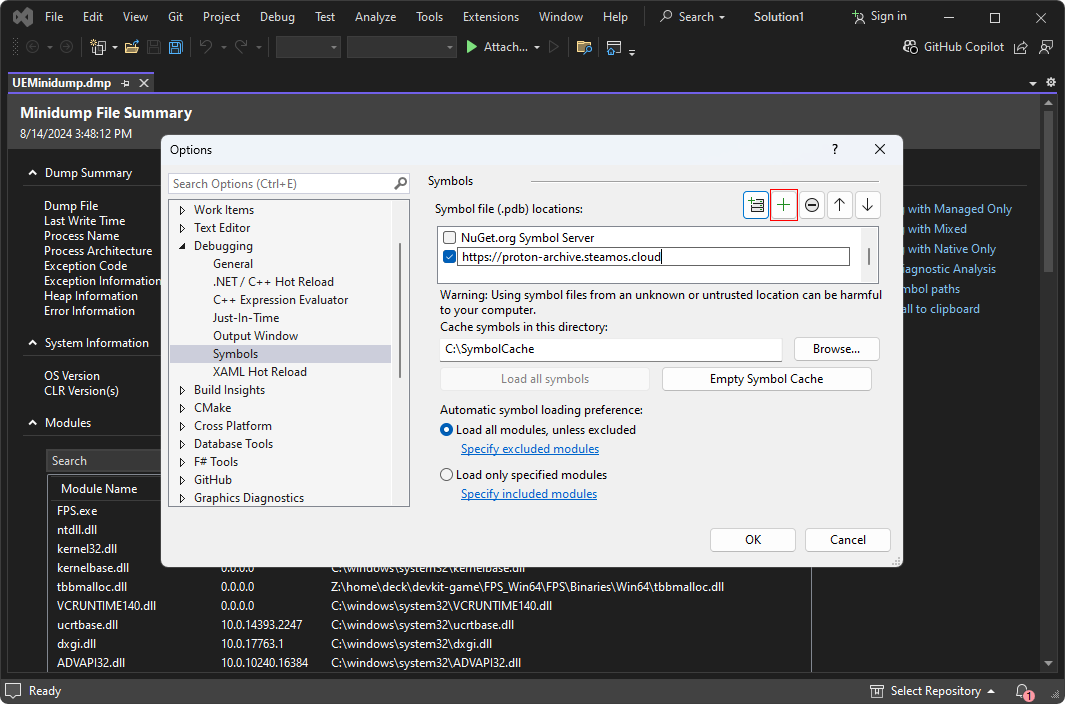 File Edit View Git Project Debug Test Analyze Tools Extensions Window Help Search Solution1 Sign in
Attach... GitHub Copilot
UEMinidump.dmp
Minidump File Summary
8/14/2024 3:48:12 PM
Dump Summary
Dump File
Last Write Time
Process Name
Process Architecture
Exception Code
Exception Information
Heap Information
Error Information
System Information
OS Version
CLR Version(s)
Modules
Search
Module Name
FPS.exe
ntdll.dll
kernel32.dll
kernelbase.dll 0.0.0.0 C:\windows\system32\kernelbase.dll
tbbmalloc.dll 0.0.0.0 Z:\home\deck\devkit-game\FPS_Win64\FPS\Binaries\Win64\tbbmalloc.dll
VCRUNTIME140.dll 0.0.0.0 C:\windows\system32\VCRUNTIME140.dll
ucrtbase.dll 10.0.14393.2247 C:\windows\system32\ucrtbase.dll
dxgi.dll 10.0.17763.1 C:\windows\system32\dxgi.dll
ADVAPI32.dll 10.0.10240.16384 C:\windows\system32\ADVAPI32.dll
Options ?
Search Options (Ctrl+E)
Work Items
Text Editor
Debugging
General
.NET / C++ Hot Reload
C++ Expression Evaluator
Just-In-Time
Output Window
Symbols
XAML Hot Reload
Build Insights
CMake
Cross Platform
Database Tools
F# Tools
GitHub
Graphics Diagnostics
Symbols
Symbol file (.pdb) locations:
NuGet.org Symbol Server
https://proton-archive.steamos.cloud
Warning: Using symbol files from an unknown or untrusted location can be harmful
to your computer.
Cache symbols in this directory:
C:\SymbolCache Browse...
Load all symbols Empty Symbol Cache
Automatic symbol loading preference:
Load all modules, unless excluded
Specify excluded modules
Load only specified modules
Specify included modules
OK Cancel
with Managed Only
with Mixed
with Native Only
iagnostic Analysis
mbol paths
all to clipboard
Ready Select Repository 1